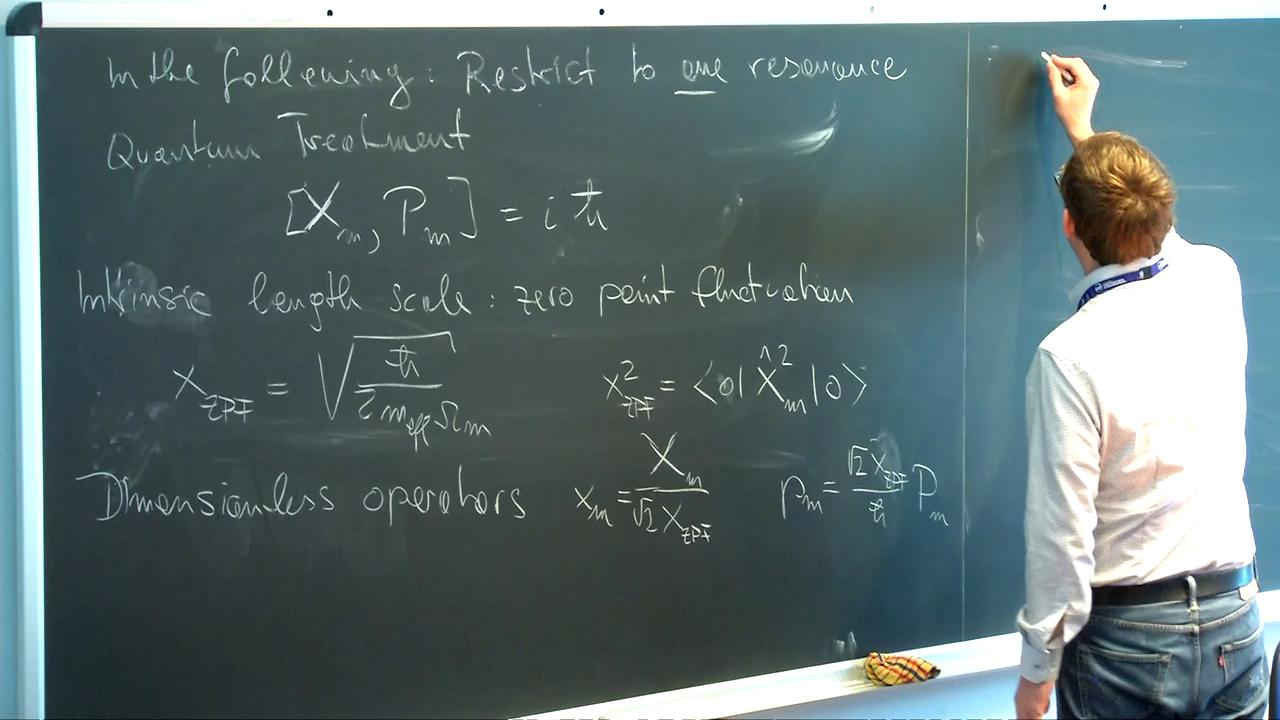 In the following: Restrict to one resonance
Quantum Treatment
[X_m, P_m] = i ħ
Intrinsic length scale: zero point fluctuation
x_ZPF = √(ħ / (2 m_eff Ω_m)) x²_ZPF = ⟨0| X̂²_m |0⟩
Dimensionless operators x_m = X_m / (√2 X_ZPF) p_m = (√2 X_ZPF / ħ) P_m